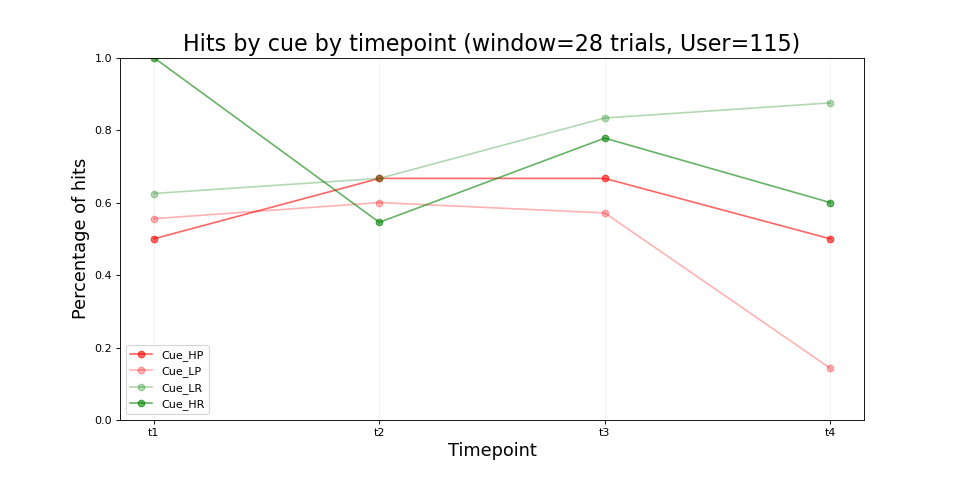 Hits by cue by timepoint (window=28 trials, User=115)
Percentage of hits
1.0
0.8
0.6
0.4
0.2
0.0
Cue_HP
Cue_LP
Cue_LR
Cue_HR
t1 t2 t3 t4
Timepoint